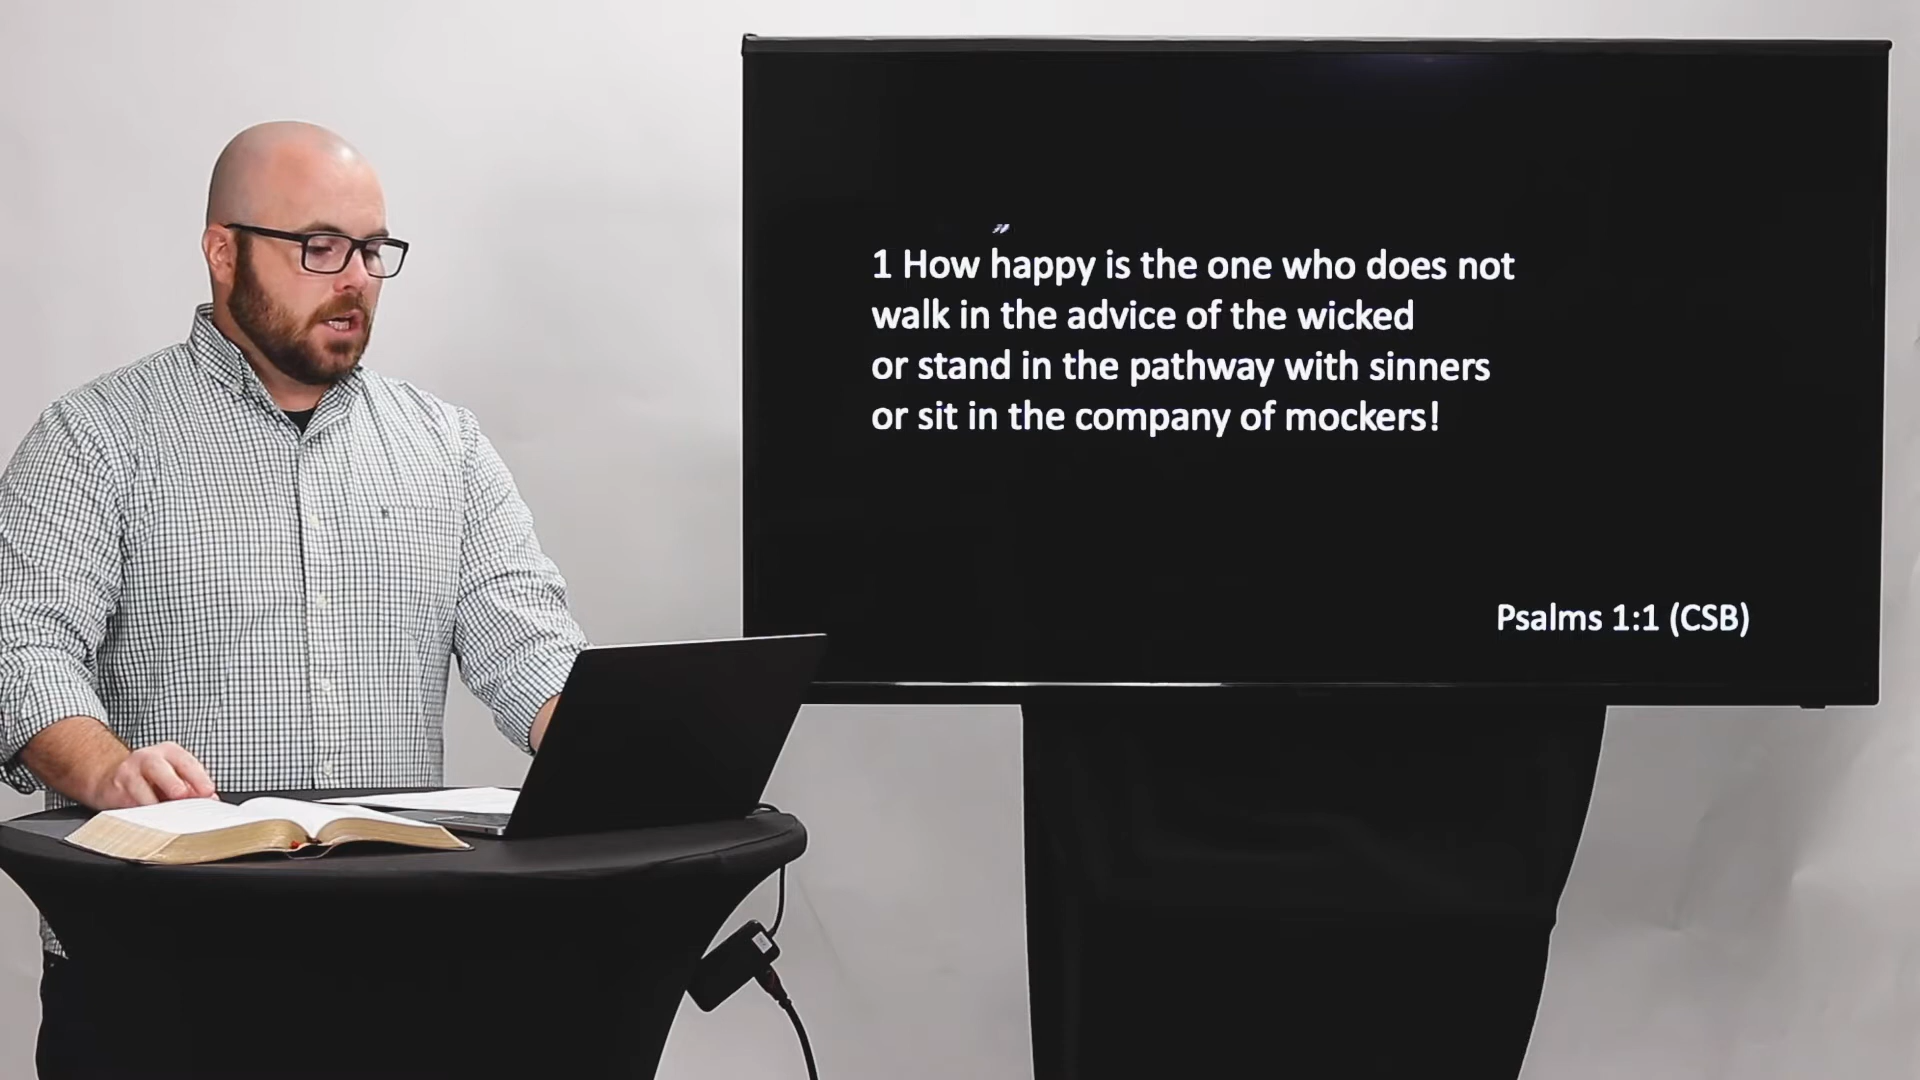 1 How happy is the one who does not
walk in the advice of the wicked
or stand in the pathway with sinners
or sit in the company of mockers!
Psalms 1:1 (CSB)